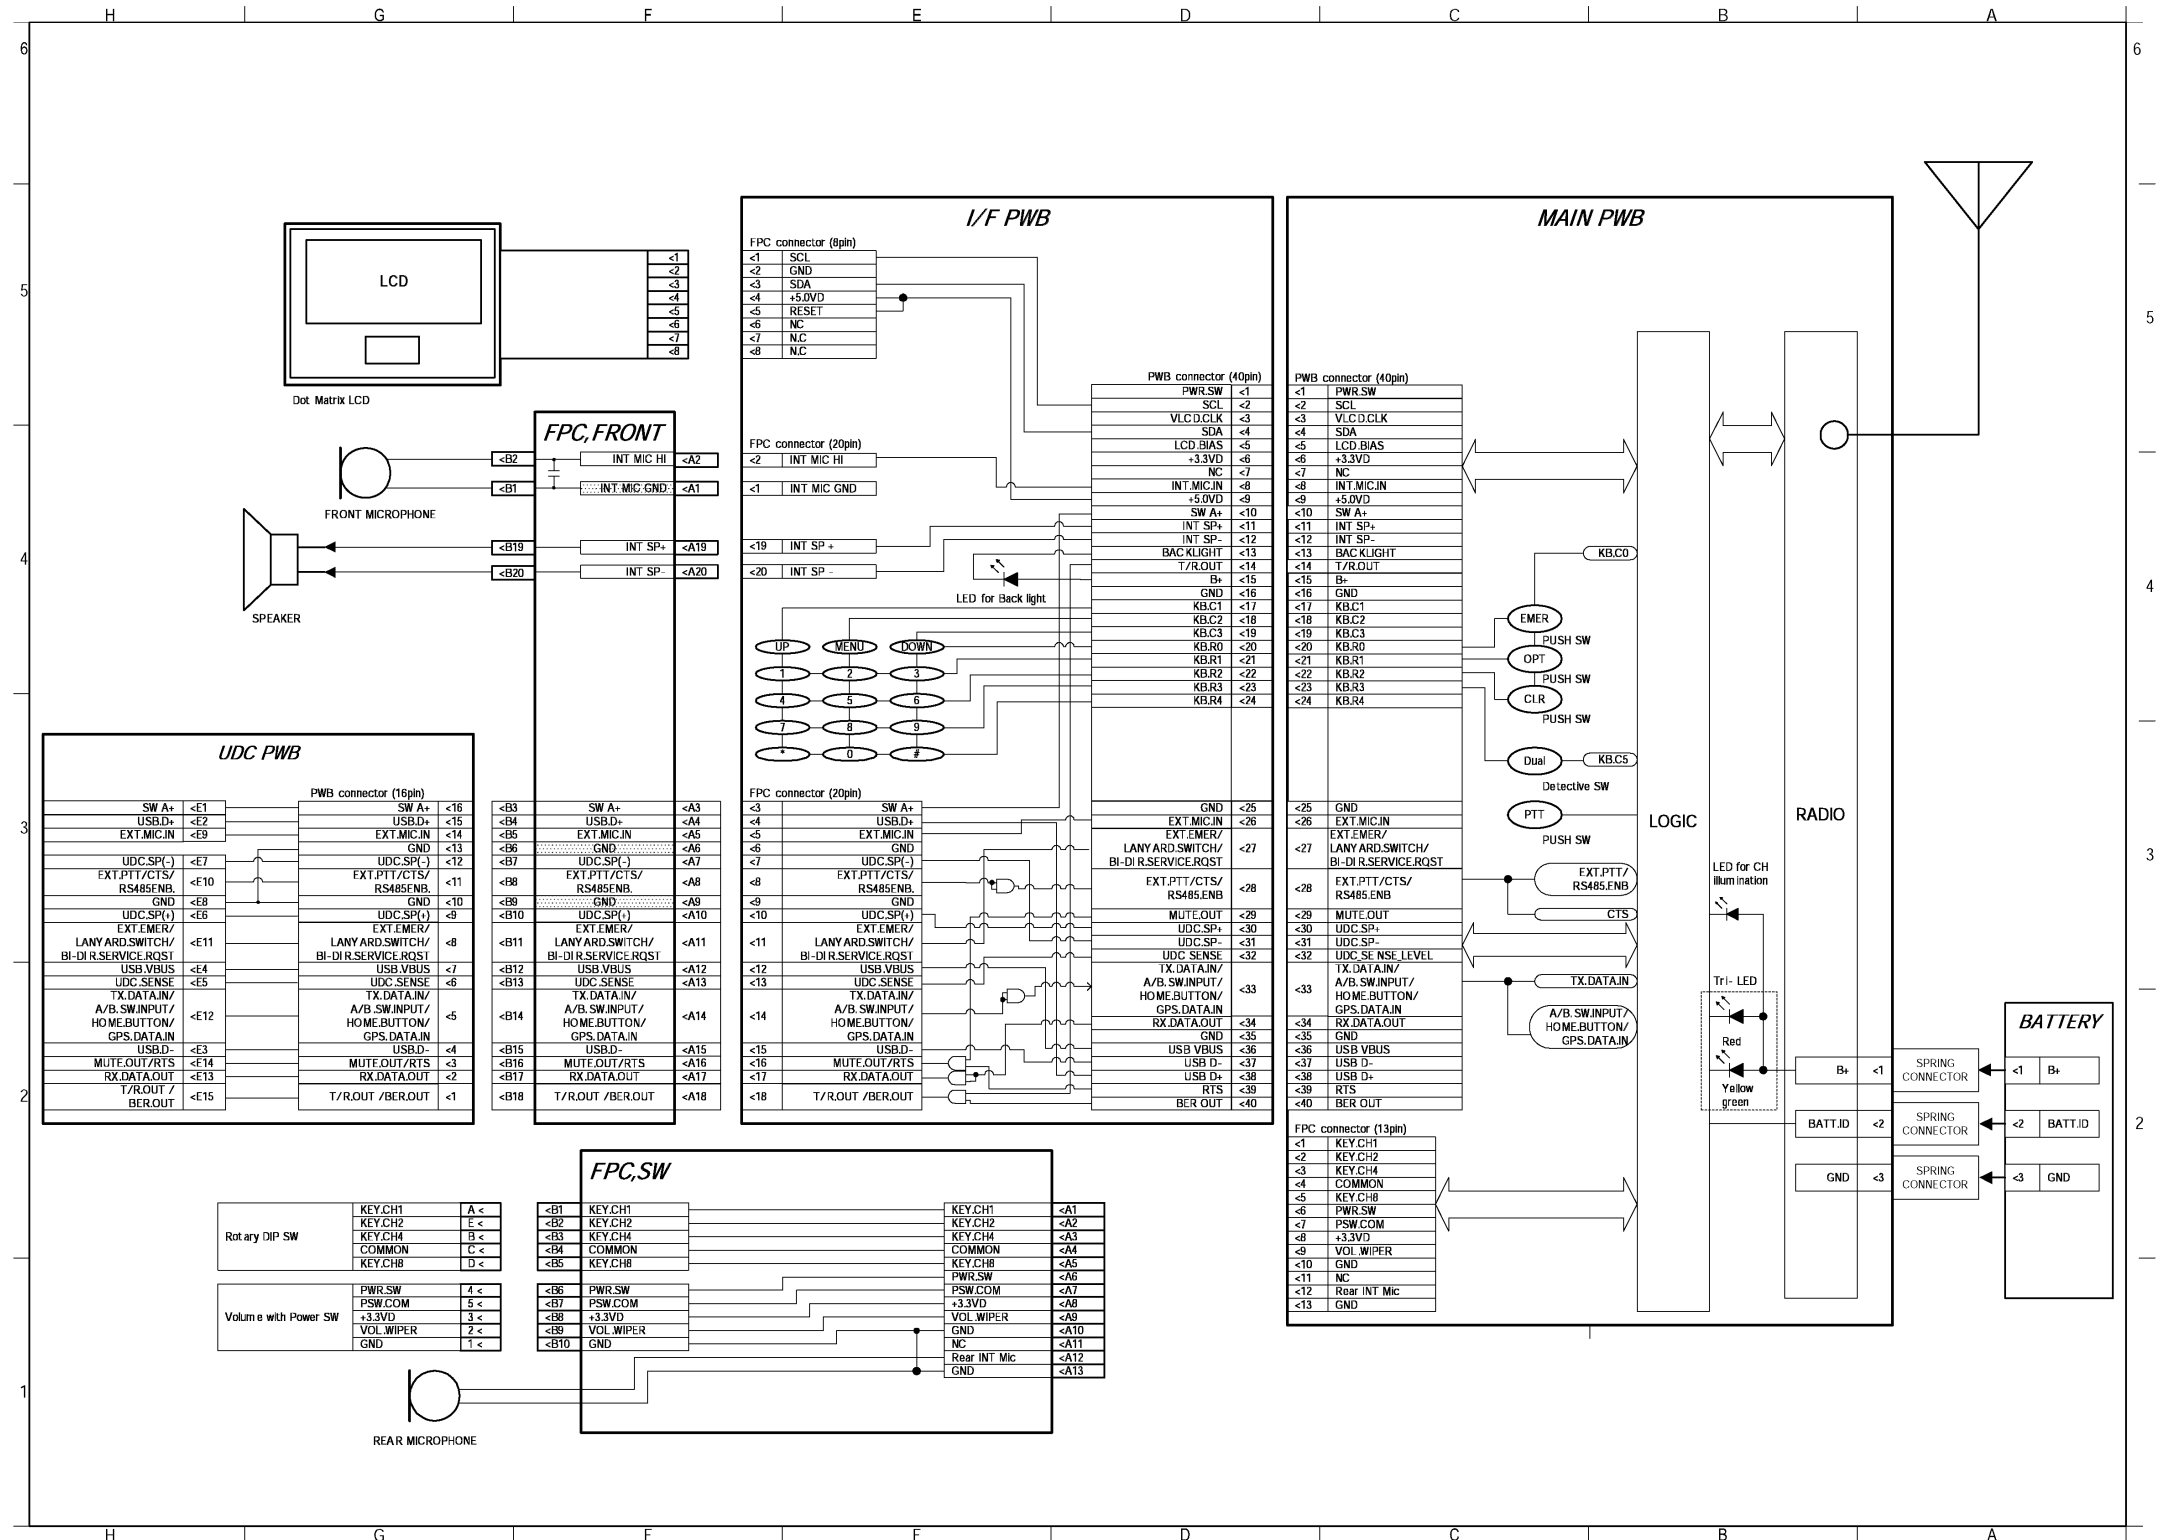 H G F E D C B A
6 6
I/F PWB
MAIN PWB
FPC connector (8pin)
<1 SCL
<2 GND
<3 SDA
<4 +5.0VD
<5 RESET
<6 NC
<7 N.C
<8 N.C
LCD
<1
<2
<3
<4
<5
<6
<7
<8
Dot Matrix LCD
5 5
FPC,FRONT
<B2 INT MIC HI <A2
<B1 INT MIC GND <A1
FRONT MICROPHONE
<B19 INT SP+ <A19
<B20 INT SP- <A20
SPEAKER
4 4
FPC connector (20pin)
<2 INT MIC HI
<1 INT MIC GND
<19 INT SP +
<20 INT SP -
LED for Back light
UP MENU DOWN
1 2 3
4 5 6
7 8 9
* 0 #
PWB connector (40pin)
PWR.SW <1
SCL <2
VLCD.CLK <3
SDA <4
LCD.BIAS <5
+3.3VD <6
NC <7
INT.MIC.IN <8
+5.0VD <9
SW A+ <10
INT SP+ <11
INT SP- <12
BACKLIGHT <13
T/R.OUT <14
B+ <15
GND <16
KB.C1 <17
KB.C2 <18
KB.C3 <19
KB.R0 <20
KB.R1 <21
KB.R2 <22
KB.R3 <23
KB.R4 <24
GND <25
EXT.MIC.IN <26
EXT.EMER/
LANYARD.SWITCH/ <27
BI-DIR.SERVICE.RQST
EXT.PTT/CTS/ <28
RS485.ENB
MUTE.OUT <29
UDC.SP+ <30
UDC.SP- <31
UDC SENSE <32
TX.DATA.IN/
A/B.SW.INPUT/ <33
HOME.BUTTON/
GPS.DATA.IN
RX.DATA.OUT <34
GND <35
USB VBUS <36
USB D- <37
USB D+ <38
RTS <39
BER OUT <40
PWB connector (40pin)
<1 PWR.SW
<2 SCL
<3 VLCD.CLK
<4 SDA
<5 LCD.BIAS
<6 +3.3VD
<7 NC
<8 INT.MIC.IN
<9 +5.0VD
<10 SW A+
<11 INT SP+
<12 INT SP-
<13 BACKLIGHT
<14 T/R.OUT
<15 B+
<16 GND
<17 KB.C1
<18 KB.C2
<19 KB.C3
<20 KB.R0
<21 KB.R1
<22 KB.R2
<23 KB.R3
<24 KB.R4
<25 GND
<26 EXT.MIC.IN
EXT.EMER/
<27 LANYARD.SWITCH/
BI-DIR.SERVICE.RQST
<28 EXT.PTT/CTS/
RS485.ENB
<29 MUTE.OUT
<30 UDC.SP+
<31 UDC.SP-
<32 UDC_SENSE_LEVEL
TX.DATA.IN/
<33 A/B.SW.INPUT/
HOME.BUTTON/
GPS.DATA.IN
<34 RX.DATA.OUT
<35 GND
<36 USB VBUS
<37 USB D-
<38 USB D+
<39 RTS
<40 BER OUT
KB.C0
EMER
PUSH SW
OPT
PUSH SW
CLR
PUSH SW
Dual
KB.C5
Detective SW
PTT
PUSH SW
EXT.PTT/
RS485.ENB
CTS
TX.DATA.IN
A/B.SW.INPUT/
HOME.BUTTON/
GPS.DATA.IN
LOGIC
RADIO
LED for CH
illumination
Tri- LED
Red
Yellow
green
B+ <1
BATT.ID <2
GND <3
SPRING
CONNECTOR
SPRING
CONNECTOR
SPRING
CONNECTOR
BATTERY
<1 B+
<2 BATT.ID
<3 GND
FPC connector (13pin)
<1 KEY.CH1
<2 KEY.CH2
<3 KEY.CH4
<4 COMMON
<5 KEY.CH8
<6 PWR.SW
<7 PSW.COM
<8 +3.3VD
<9 VOL.WIPER
<10 GND
<11 NC
<12 Rear INT Mic
<13 GND
3 3
UDC PWB
SW A+ <E1
USB.D+ <E2
EXT.MIC.IN <E9
UDC.SP(-) <E7
EXT.PTT/CTS/ <E10
RS485ENB.
GND <E8
UDC.SP(+) <E6
EXT.EMER/
LANYARD.SWITCH/ <E11
BI-DIR.SERVICE.RQST
USB.VBUS <E4
UDC.SENSE <E5
TX.DATA.IN/
A/B.SW.INPUT/ <E12
HOME.BUTTON/
GPS.DATA.IN
USB.D- <E3
MUTE.OUT/RTS <E14
RX.DATA.OUT <E13
T/R.OUT / <E15
BER.OUT
PWB connector (16pin)
SW A+ <16
USB.D+ <15
EXT.MIC.IN <14
GND <13
UDC.SP(-) <12
EXT.PTT/CTS/ <11
RS485ENB.
GND <10
UDC.SP(+) <9
EXT.EMER/
LANYARD.SWITCH/ <8
BI-DIR.SERVICE.RQST
USB.VBUS <7
UDC.SENSE <6
TX.DATA.IN/
A/B.SW.INPUT/ <5
HOME.BUTTON/
GPS.DATA.IN
USB.D- <4
MUTE.OUT/RTS <3
RX.DATA.OUT <2
T/R.OUT /BER.OUT <1
<B3 SW A+ <A3
<B4 USB.D+ <A4
<B5 EXT.MIC.IN <A5
<B6 GND <A6
<B7 UDC.SP(-) <A7
<B8 EXT.PTT/CTS/ <A8
RS485ENB.
<B9 GND <A9
<B10 UDC.SP(+) <A10
EXT.EMER/
<B11 LANYARD.SWITCH/ <A11
BI-DIR.SERVICE.RQST
<B12 USB.VBUS <A12
<B13 UDC.SENSE <A13
TX.DATA.IN/
<B14 A/B.SW.INPUT/ <A14
HOME.BUTTON/
GPS.DATA.IN
<B15 USB.D- <A15
<B16 MUTE.OUT/RTS <A16
<B17 RX.DATA.OUT <A17
<B18 T/R.OUT /BER.OUT <A18
FPC connector (20pin)
<3 SW A+
<4 USB.D+
<5 EXT.MIC.IN
<6 GND
<7 UDC.SP(-)
<8 EXT.PTT/CTS/
RS485ENB.
<9 GND
<10 UDC.SP(+)
EXT.EMER/
<11 LANYARD.SWITCH/
BI-DIR.SERVICE.RQST
<12 USB.VBUS
<13 UDC.SENSE
TX.DATA.IN/
<14 A/B.SW.INPUT/
HOME.BUTTON/
GPS.DATA.IN
<15 USB.D-
<16 MUTE.OUT/RTS
<17 RX.DATA.OUT
<18 T/R.OUT /BER.OUT
2 2
FPC,SW
Rotary DIP SW
KEY.CH1 A <
KEY.CH2 E <
KEY.CH4 B <
COMMON C <
KEY.CH8 D <
Volume with Power SW
PWR.SW 4 <
PSW.COM 5 <
+3.3VD 3 <
VOL.WIPER 2 <
GND 1 <
<B1 KEY.CH1
<B2 KEY.CH2
<B3 KEY.CH4
<B4 COMMON
<B5 KEY.CH8
<B6 PWR.SW
<B7 PSW.COM
<B8 +3.3VD
<B9 VOL.WIPER
<B10 GND
KEY.CH1 <A1
KEY.CH2 <A2
KEY.CH4 <A3
COMMON <A4
KEY.CH8 <A5
PWR.SW <A6
PSW.COM <A7
+3.3VD <A8
VOL.WIPER <A9
GND <A10
NC <A11
Rear INT Mic <A12
GND <A13
REAR MICROPHONE
1
H G F E D C B A